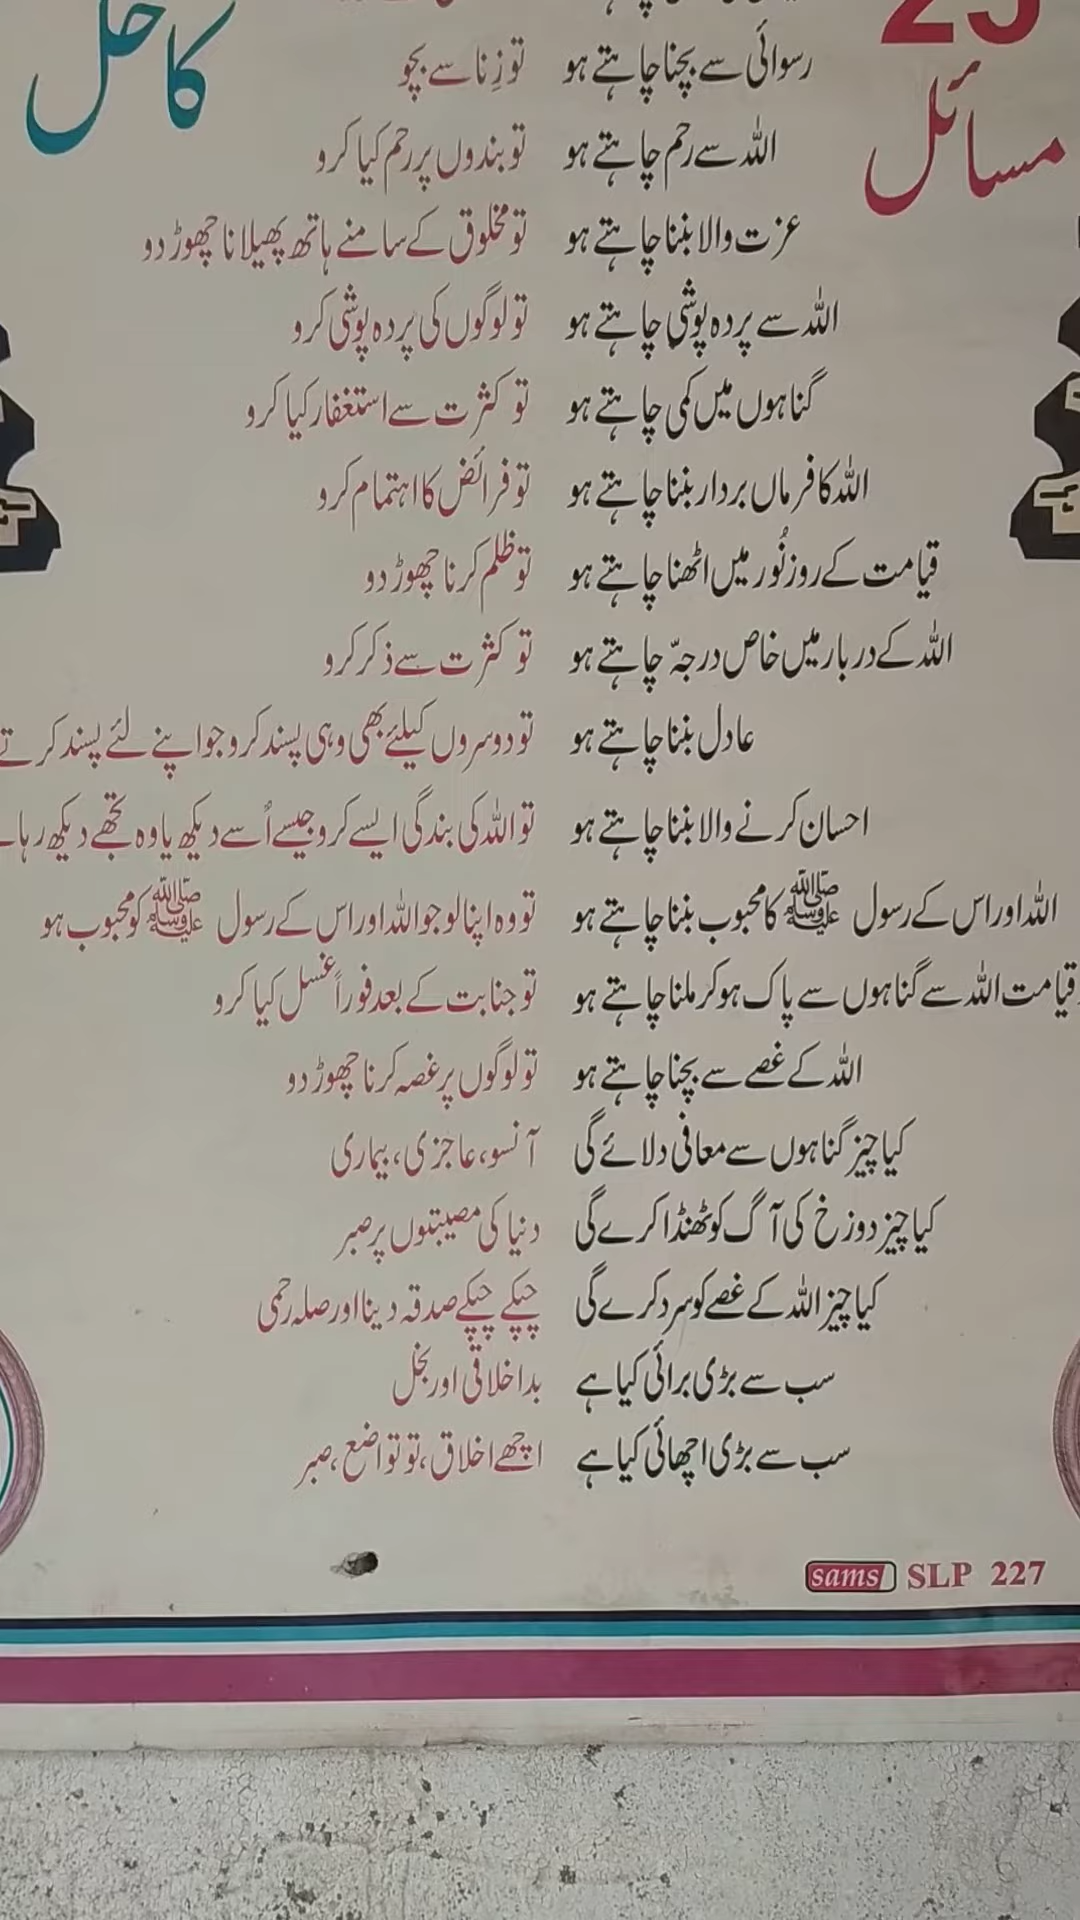 25
مسائل
کا حل
رسوائی سے بچنا چاہتے ہو تو زِنا سے بچو
اللہ سے رحم چاہتے ہو تو بندوں پر رحم کیا کرو
عزت والا بننا چاہتے ہو تو مخلوق کے سامنے ہاتھ پھیلانا چھوڑ دو
اللہ سے پردہ پوشی چاہتے ہو تو لوگوں کی پردہ پوشی کرو
گناہوں میں کمی چاہتے ہو تو کثرت سے استغفار کیا کرو
اللہ کا فرماں بردار بننا چاہتے ہو تو فرائض کا اہتمام کرو
قیامت کے روز نُور میں اٹھنا چاہتے ہو تو ظلم کرنا چھوڑ دو
اللہ کے دربار میں خاص درجہّ چاہتے ہو تو کثرت سے ذکر کرو
عادل بننا چاہتے ہو تو دوسروں کیلئے بھی وہی پسند کرو جو اپنے لئے پسند کرتے
احسان کرنے والا بننا چاہتے ہو تو اللہ کی بندگی ایسے کرو جیسے اُسے دیکھ یا وہ تجھے دیکھ رہا
اللہ اور اس کے رسول ﷺ کا محبوب بننا چاہتے ہو تو وہ اپنا لو جو اللہ اور اس کے رسول ﷺ کو محبوب ہو
قیامت اللہ سے گناہوں سے پاک ہو کر ملنا چاہتے ہو تو جنابت کے بعد فوراً غسل کیا کرو
اللہ کے غصے سے بچنا چاہتے ہو تو لوگوں پر غصہ کرنا چھوڑ دو
کیا چیز گناہوں سے معافی دلائے گی آنسو، عاجزی، بیماری
کیا چیز دوزخ کی آگ کو ٹھنڈا کرے گی دنیا کی مصیبتوں پر صبر
کیا چیز اللہ کے غصے کو سرد کرے گی چپکے چپکے صدقہ دینا اور صلہ رحمی
سب سے بڑی برائی کیا ہے بداخلاقی اور بخل
سب سے بڑی اچھائی کیا ہے اچھے اخلاق، تو تواضع، صبر
sams SLP 227